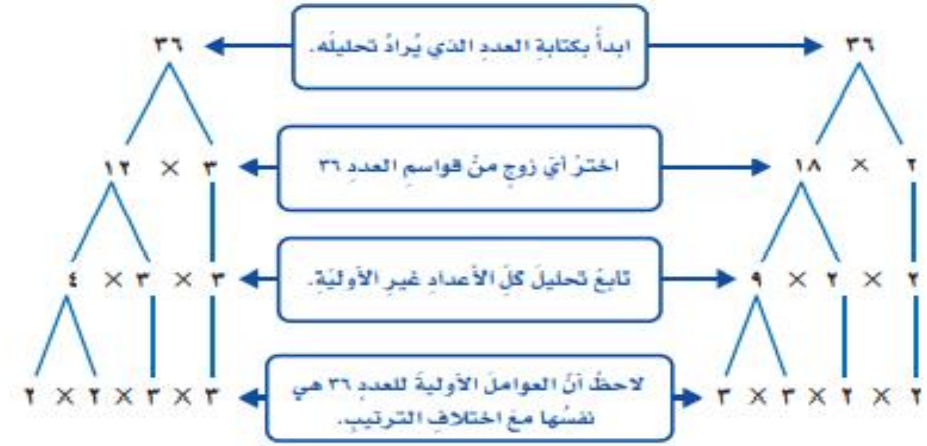 ابدأُ بكتابةِ العددِ الذي يُرادُ تحليلُه.
٣٦
٣٦
اخترْ أيَّ زوجٍ منْ قواسمِ العددِ ٣٦
١٨ × ٢
١٢ × ٣
تابعْ تحليلَ كلِّ الأعدادِ غيرِ الأوليّةِ.
٩ × ٢ × ٢
٤ × ٣ × ٣
لاحظْ أنَّ العواملَ الأوليةَ للعددِ ٣٦ هي
نفسُها معَ اختلافِ الترتيبِ.
٣ × ٣ × ٢ × ٢
٢ × ٢ × ٣ × ٣